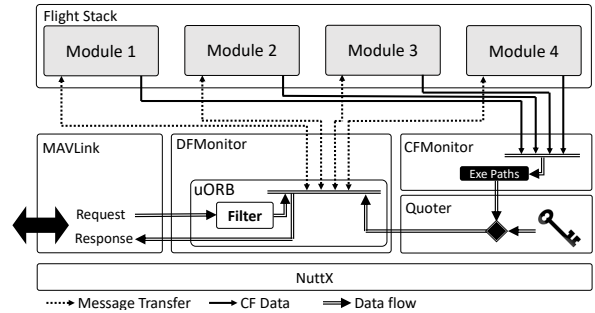 Flight Stack
Module 1
Module 2
Module 3
Module 4
MAVLink
DFMonitor
CFMonitor
uORB
Exe Paths
Request
Filter
Quoter
Response
NuttX
Message Transfer
CF Data
Data flow